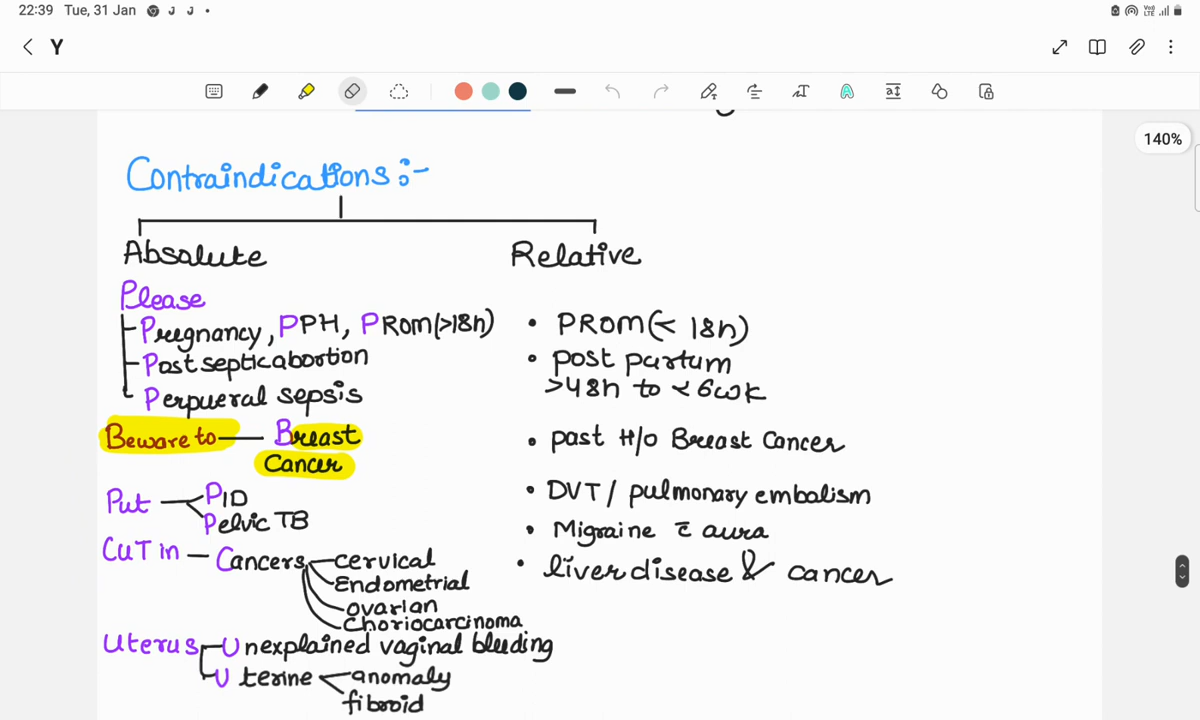 22:39 Tue, 31 Jan
Y
140%
Contraindications :-
Absolute
Relative
Please
Pregnancy, PPH, PROM(>18h)
Post septic abortion
Perpueral sepsis
Beware to — Breast
Cancer
Put — PID
Pelvic TB
CUT in — Cancers cervical
Endometrial
ovarian
Choriocarcinoma
Uterus Unexplained vaginal bleeding
Uterine anomaly
fibroid
• PROM(< 18h)
• post partum
>48h to <6wk
• past H/o Breast Cancer
• DVT / pulmonary embolism
• Migraine c̄ aura
• liver disease & cancer